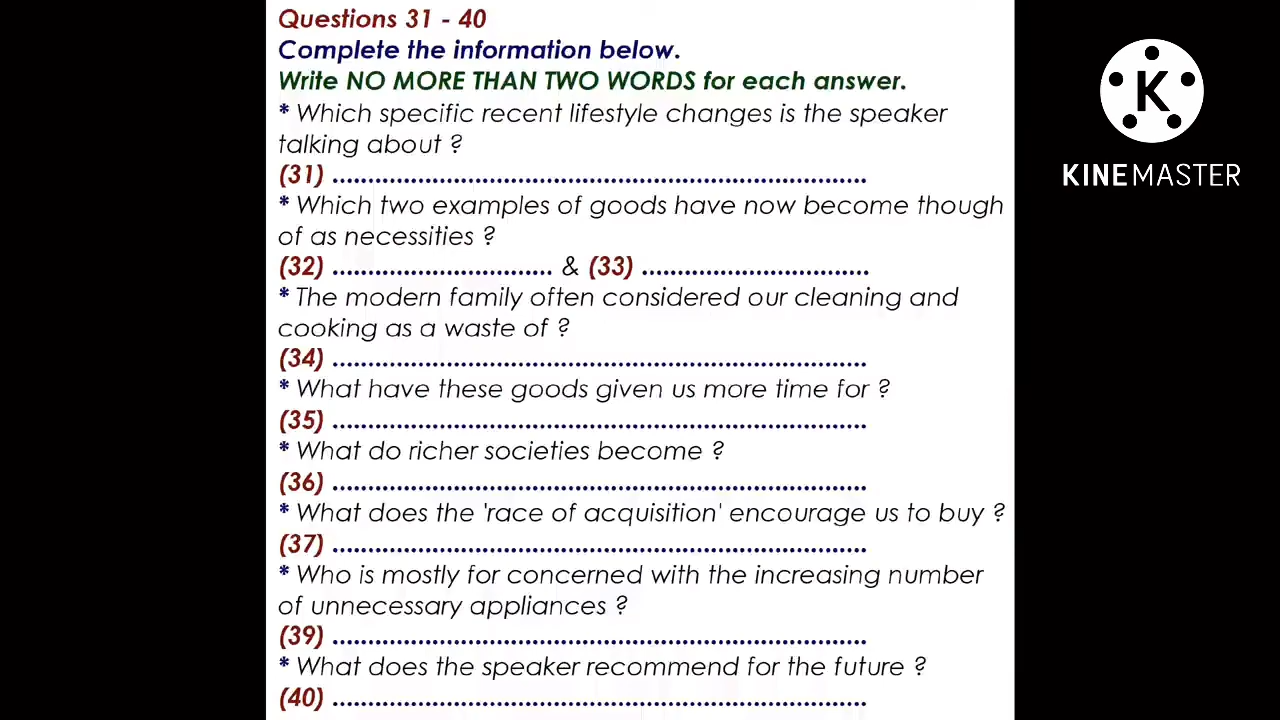 Questions 31 - 40
Complete the information below.
Write NO MORE THAN TWO WORDS for each answer.
* Which specific recent lifestyle changes is the speaker
talking about ?
(31) ............................................................................
* Which two examples of goods have now become though
of as necessities ?
(32) ............................... & (33) ................................
* The modern family often considered our cleaning and
cooking as a waste of ?
(34) ............................................................................
* What have these goods given us more time for ?
(35) ............................................................................
* What do richer societies become ?
(36) ............................................................................
* What does the 'race of acquisition' encourage us to buy ?
(37) ............................................................................
* Who is mostly for concerned with the increasing number
of unnecessary appliances ?
(39) ............................................................................
* What does the speaker recommend for the future ?
(40) ............................................................................
K
KINEMASTER